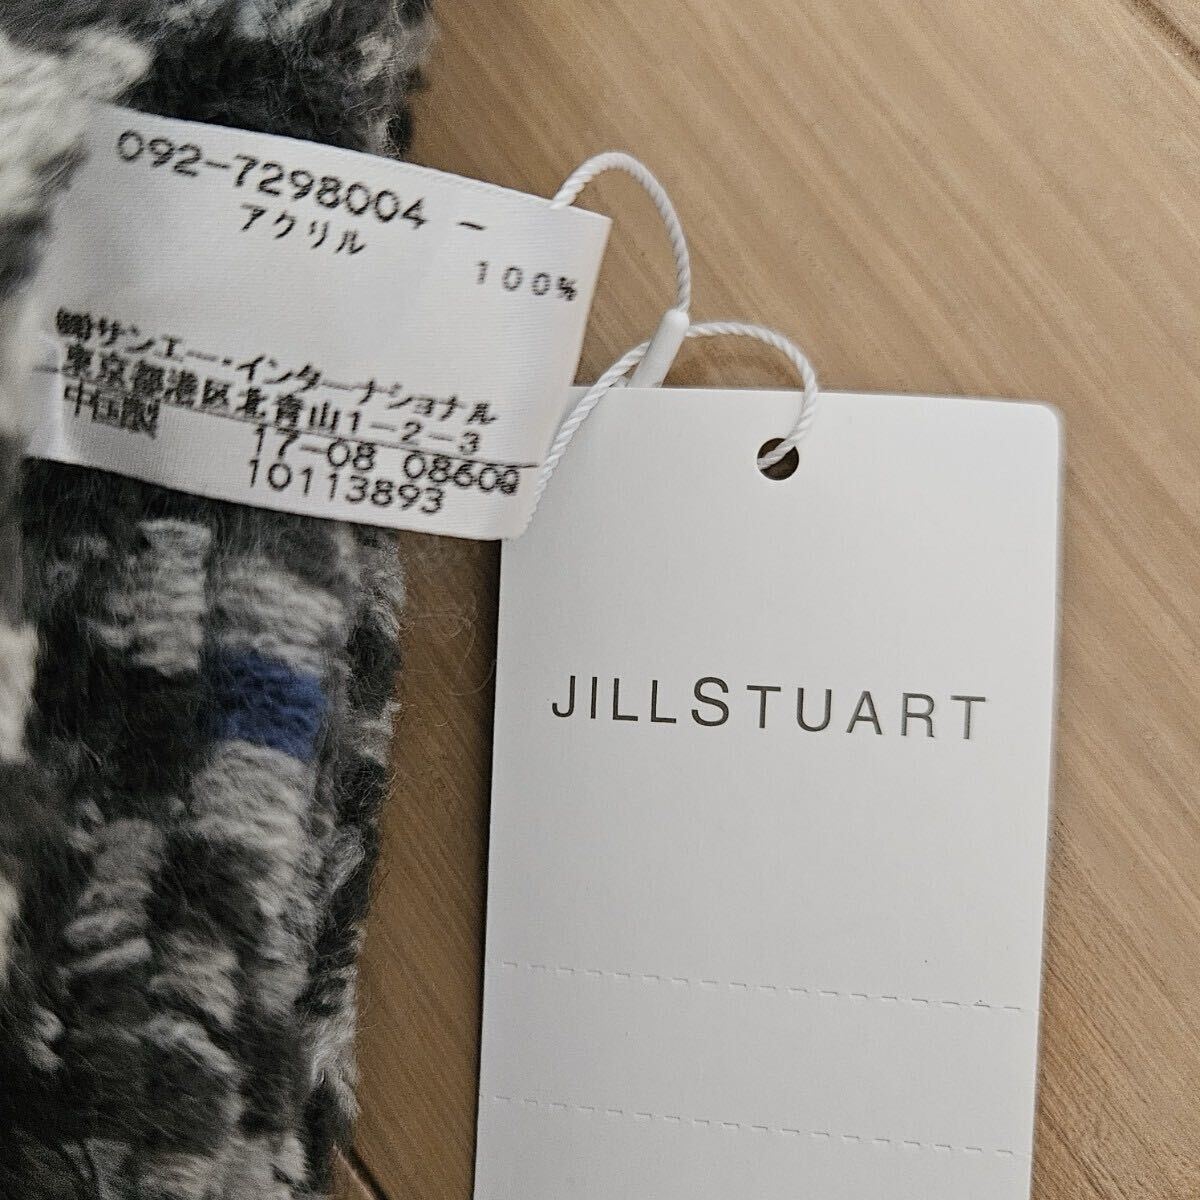 092-7298004 -
アクリル
100%
㈱サンエー・インターナショナル
東京都港区北青山1-2-3
中国製
17-08 08609
10113893
JILLSTUART